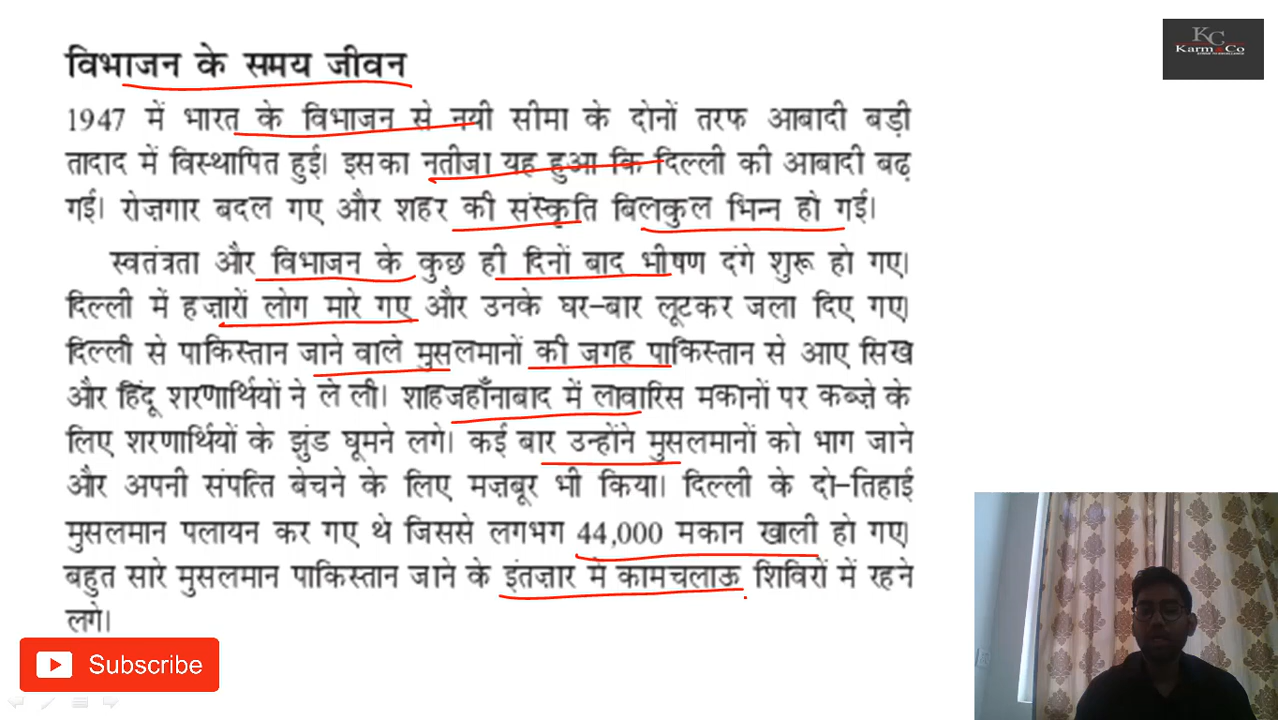 KC
Karm Co
विभाजन के समय जीवन
1947 में भारत के विभाजन से नयी सीमा के दोनों तरफ आबादी बड़ी
तादाद में विस्थापित हुई। इसका नतीजा यह हुआ कि दिल्ली की आबादी बढ़
गई। रोज़गार बदल गए और शहर की संस्कृति बिलकुल भिन्न हो गई।
स्वतंत्रता और विभाजन के कुछ ही दिनों बाद भीषण दंगे शुरू हो गए।
दिल्ली में हज़ारों लोग मारे गए और उनके घर-बार लूटकर जला दिए गए।
दिल्ली से पाकिस्तान जाने वाले मुसलमानों की जगह पाकिस्तान से आए सिख
और हिंदू शरणार्थियों ने ले ली। शाहजहाँनाबाद में लावारिस मकानों पर कब्ज़े के
लिए शरणार्थियों के झुंड घूमने लगे। कई बार उन्होंने मुसलमानों को भाग जाने
और अपनी संपत्ति बेचने के लिए मज़बूर भी किया। दिल्ली के दो-तिहाई
मुसलमान पलायन कर गए थे जिससे लगभग 44,000 मकान खाली हो गए।
बहुत सारे मुसलमान पाकिस्तान जाने के इंतज़ार मे कामचलाऊ शिविरों में रहने
लगे।
Subscribe